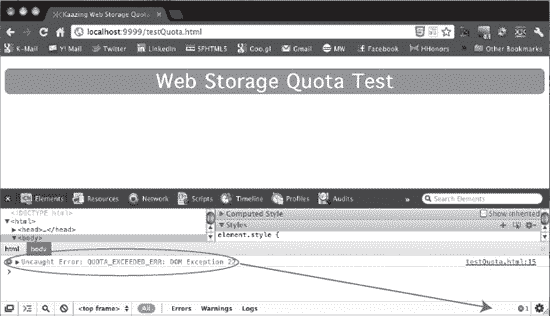 Kaazing Web Storage Quota
localhost:9999/testQuota.html
K-Mail Y! Mail Twitter LinkedIn SFHTML5 Coo.gl Gmail MW Facebook HHonors Other Bookmarks
Web Storage Quota Test
Elements Resources Network Scripts Timeline Profiles Audits » Search Elements
<!DOCTYPE html>
▼<html>
▶<head>…</head>
▼<body>
▶ Computed Style Show inherited
▼ Styles
element.style {
html body
▶Uncaught Error: QUOTA_EXCEEDED_ERR: DOM Exception 22 testQuota.html:15
>
<top frame> All Errors Warnings Logs 1